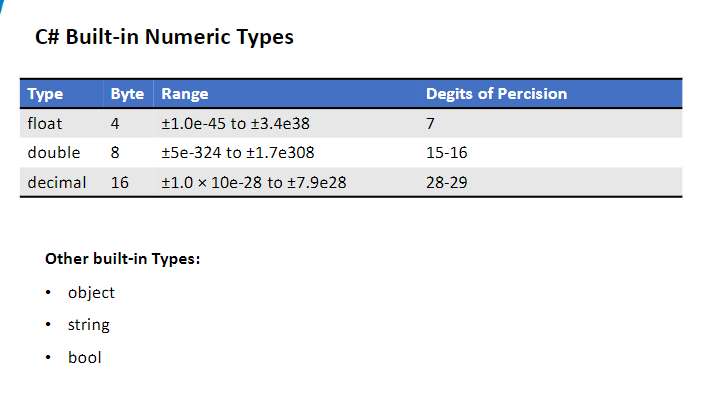 C# Built-in Numeric Types
Type Byte Range Degits of Percision
float 4 ±1.0e-45 to ±3.4e38 7
double 8 ±5e-324 to ±1.7e308 15-16
decimal 16 ±1.0 × 10e-28 to ±7.9e28 28-29
Other built-in Types:
• object
• string
• bool